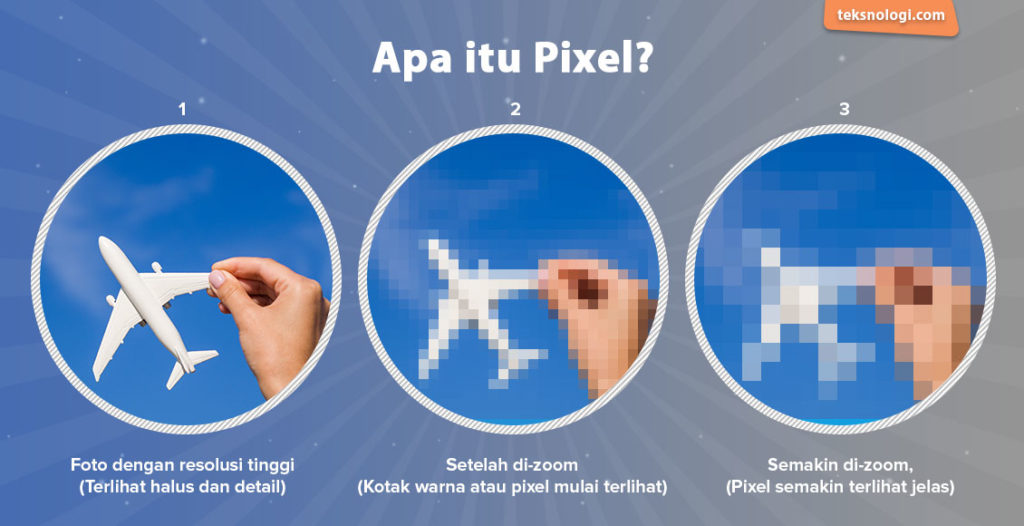 teksnologi.com
Apa itu Pixel?
1
2
3
Foto dengan resolusi tinggi
(Terlihat halus dan detail)
Setelah di-zoom
(Kotak warna atau pixel mulai terlihat)
Semakin di-zoom,
(Pixel semakin terlihat jelas)